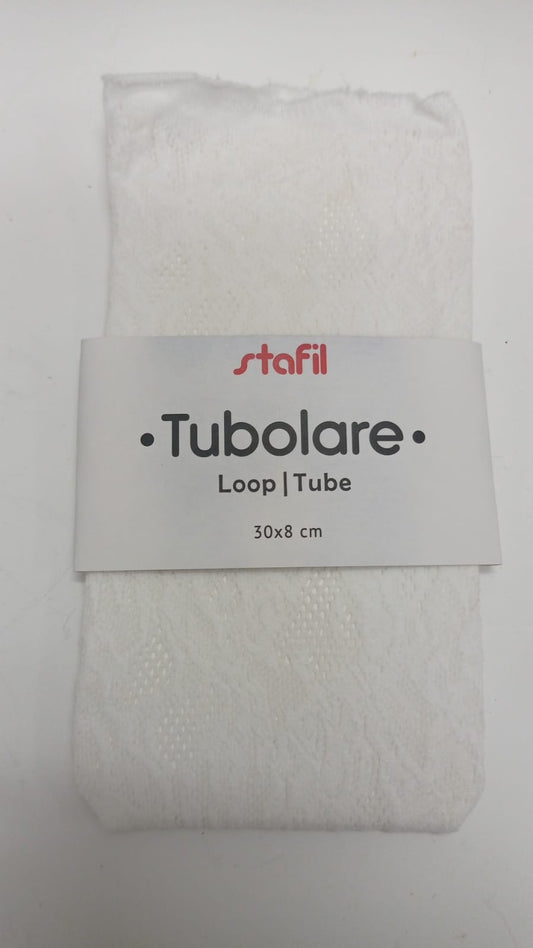 stafil
•Tubolare•
Loop|Tube
30x8 cm